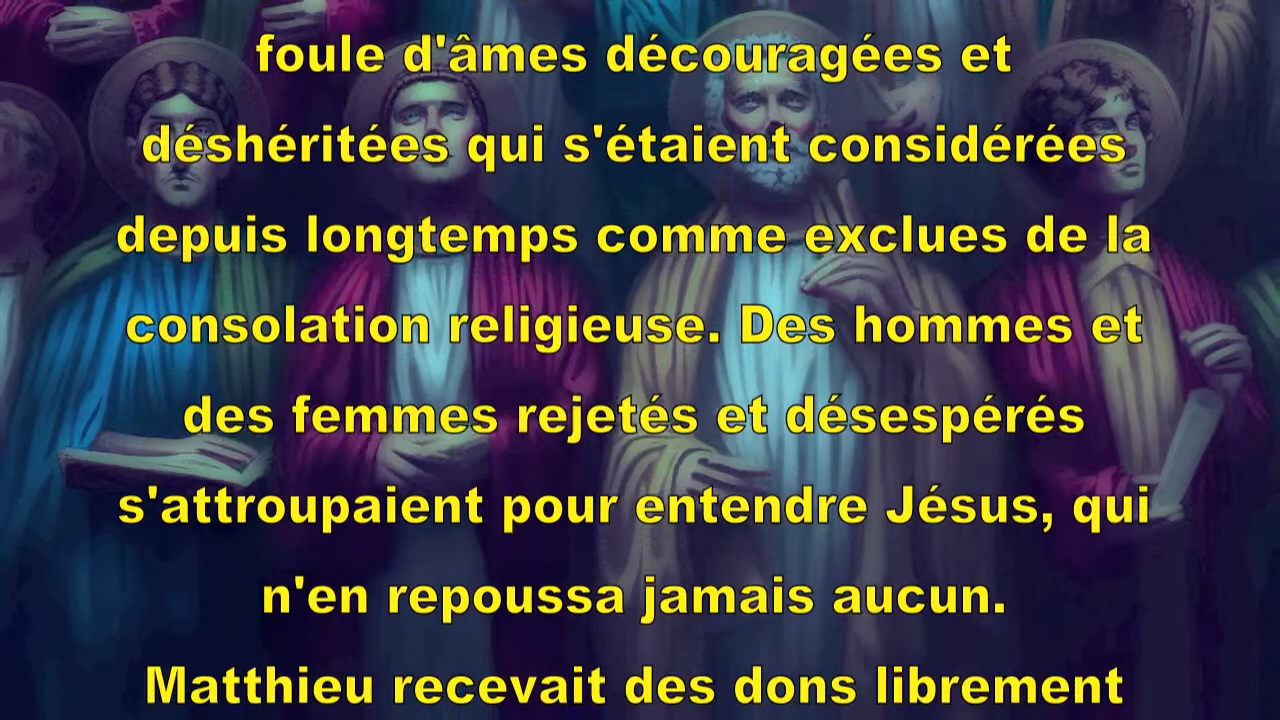 foule d'âmes découragées et
déshéritées qui s'étaient considérées
depuis longtemps comme exclues de la
consolation religieuse. Des hommes et
des femmes rejetés et désespérés
s'attroupaient pour entendre Jésus, qui
n'en repoussa jamais aucun.
Matthieu recevait des dons librement